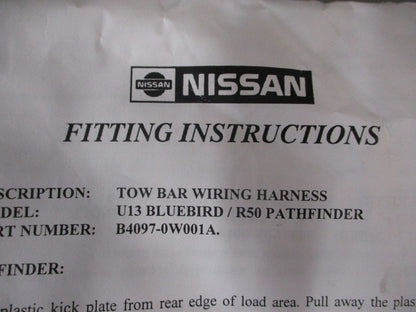 NISSAN NISSAN
FITTING INSTRUCTIONS
ESCRIPTION: TOW BAR WIRING HARNESS
DEL: U13 BLUEBIRD / R50 PATHFINDER
RT NUMBER: B4097-0W001A.
FINDER:
plastic kick plate from rear edge of load area. Pull away the plas